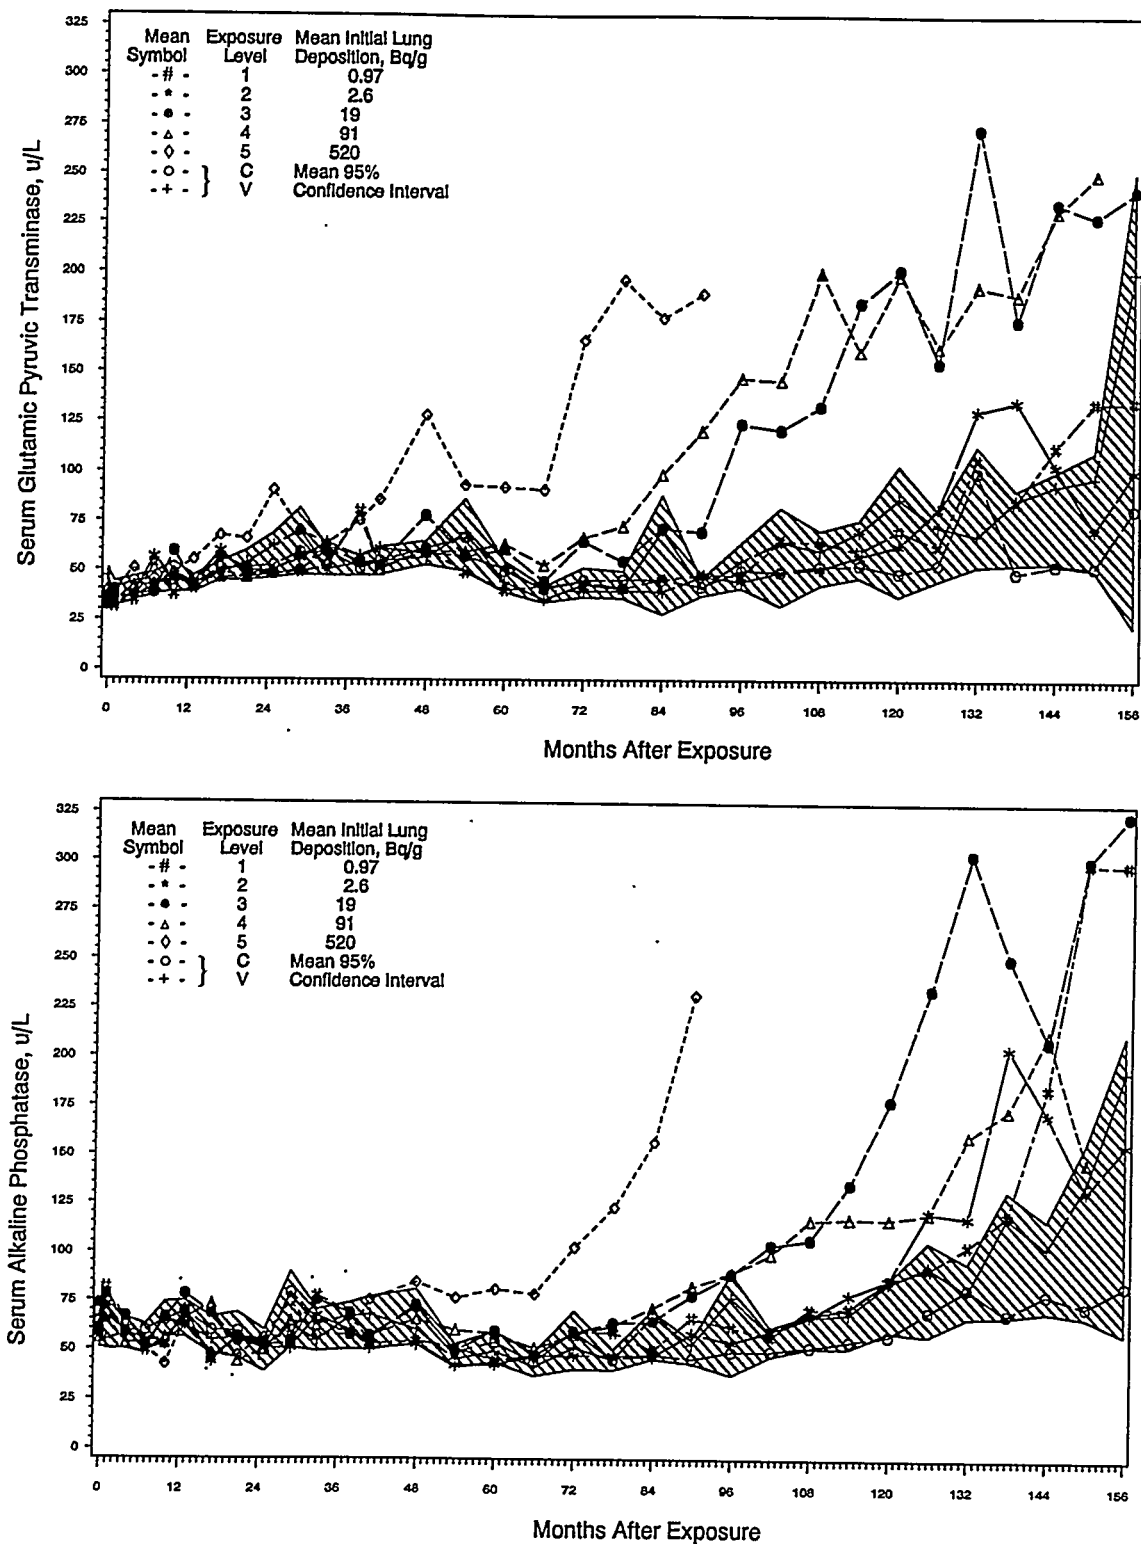 Serum Glutamic Pyruvic Transminase, u/L
325
300
275
250
225
200
175
150
125
100
75
50
25
0
Mean Symbol Exposure Level Mean Initial Lung Deposition, Bq/g
- # - 1 0.97
- * - 2 2.6
- ● - 3 19
- △ - 4 91
- ◇ - 5 520
- ○ - } C Mean 95%
- + - V Confidence Interval
0 12 24 36 48 60 72 84 96 108 120 132 144 156
Months After Exposure
Serum Alkaline Phosphatase, u/L
325
300
275
250
225
200
175
150
125
100
75
50
25
0
Mean Symbol Exposure Level Mean Initial Lung Deposition, Bq/g
- # - 1 0.97
- * - 2 2.6
- ● - 3 19
- △ - 4 91
- ◇ - 5 520
- ○ - } C Mean 95%
- + - V Confidence Interval
0 12 24 36 48 60 72 84 96 108 120 132 144 156
Months After Exposure